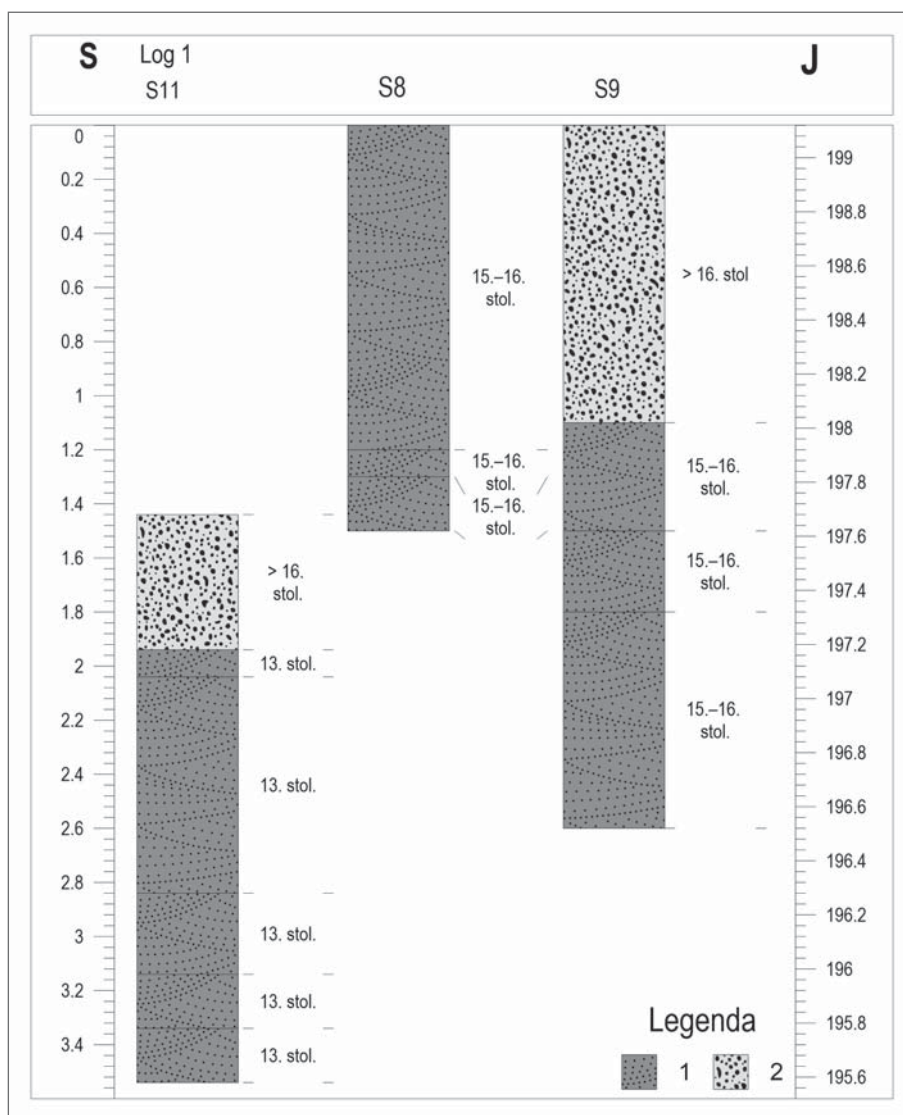 S
Log 1
J
S11
S8
S9
0
0.2
0.4
0.6
0.8
1
1.2
1.4
1.6
1.8
2
2.2
2.4
2.6
2.8
3
3.2
3.4
> 16.
stol.
13. stol.
13. stol.
13. stol.
13. stol.
13. stol.
15.–16.
stol.
15.–16.
stol.
15.–16.
stol.
> 16. stol
15.–16.
stol.
15.–16.
stol.
15.–16.
stol.
199
198.8
198.6
198.4
198.2
198
197.8
197.6
197.4
197.2
197
196.8
196.6
196.4
196.2
196
195.8
195.6
Legenda
1
2